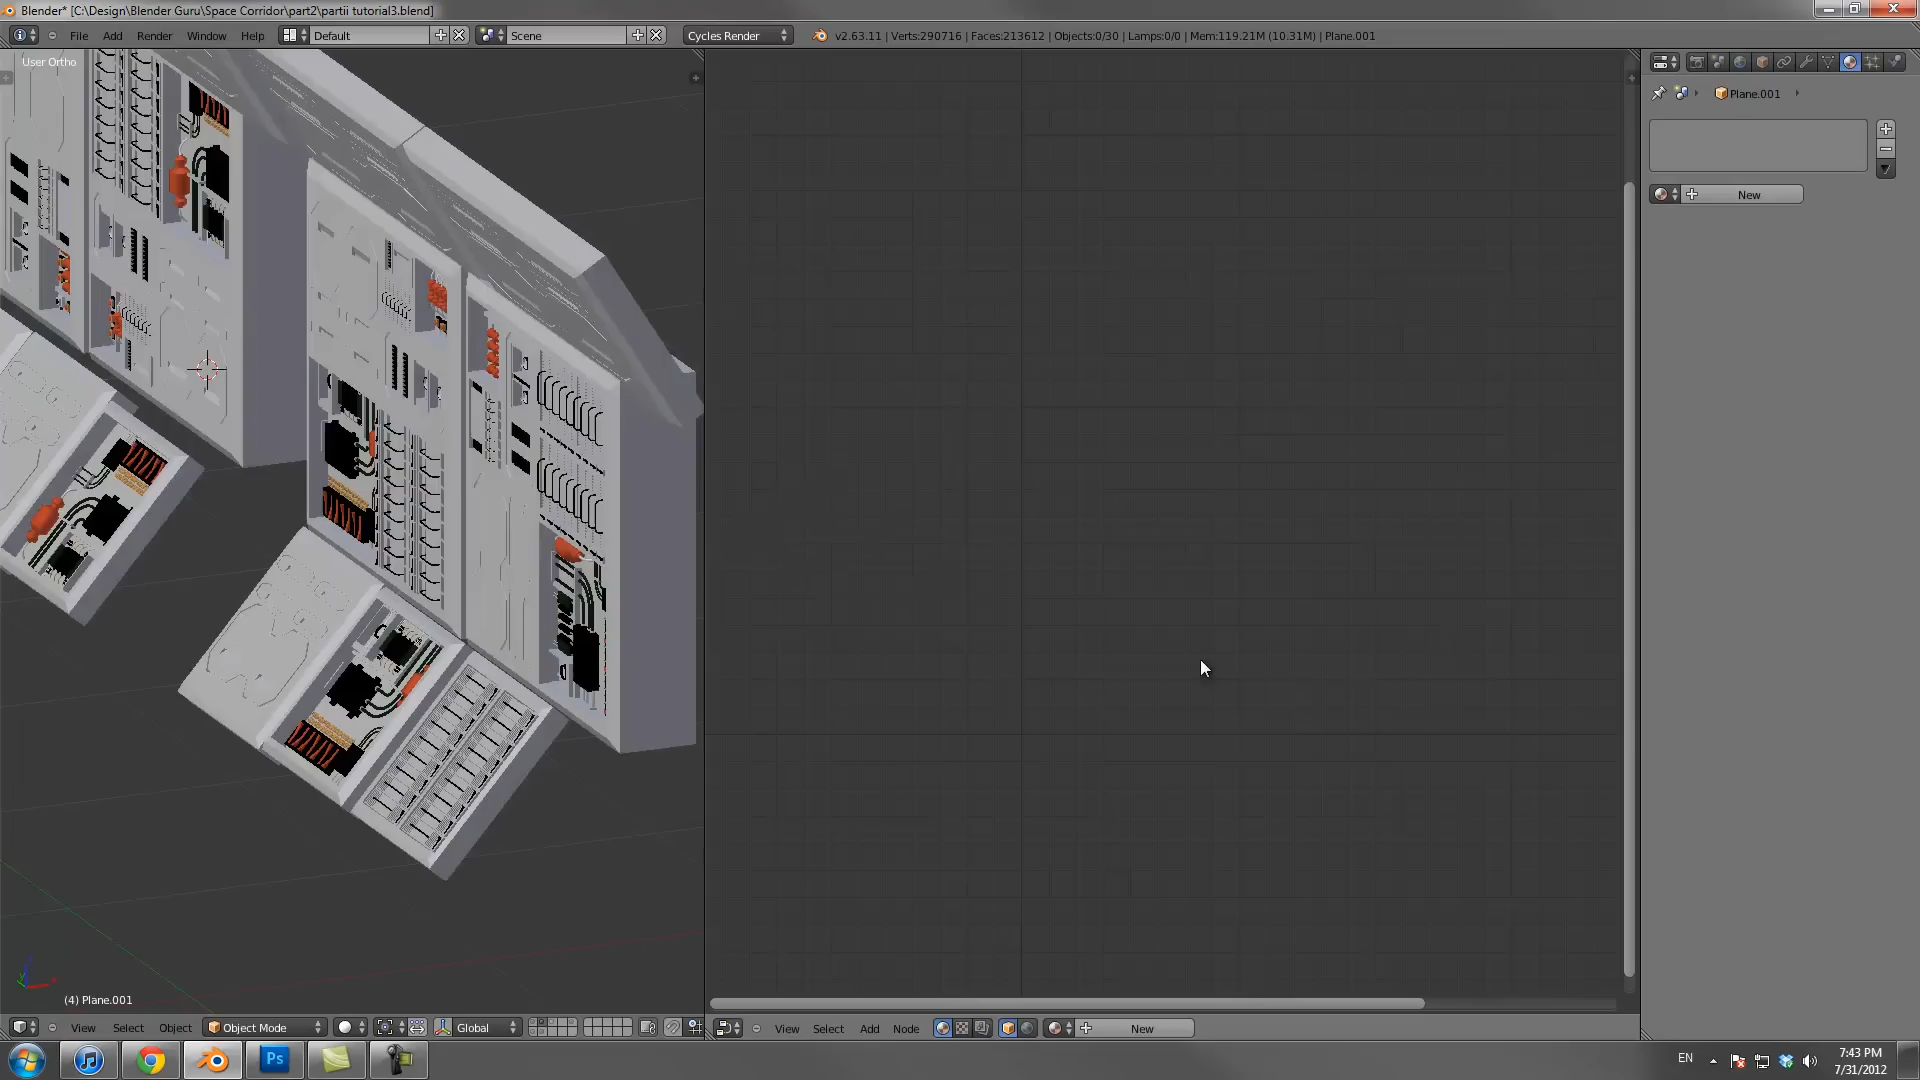 Blender* [C:\Design\Blender Guru\Space Corridor\part2\partii tutorial3.blend]
File Add Render Window Help Default Scene Cycles Render v2.63.11 | Verts:290716 | Faces:213612 | Objects:0/30 | Lamps:0/0 | Mem:119.21M (10.31M) | Plane.001
User Ortho
Plane.001
New
(4) Plane.001
View Select Object Object Mode Global View Select Add Node New
Ps EN 7:43 PM
7/31/2012